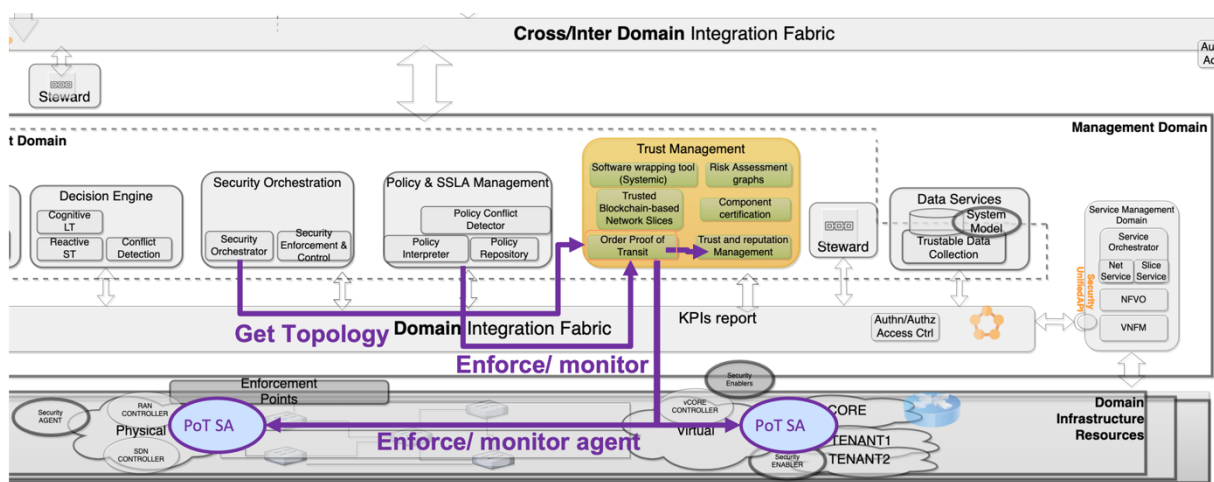 Cross/Inter Domain Integration Fabric
Au
Ac
Steward
t Domain
Management Domain
Decision Engine
Cognitive
LT
Reactive
ST
Conflict
Detection
Security Orchestration
Security
Orchestrator
Security
Enforcement &
Control
Policy & SSLA Management
Policy Conflict
Detector
Policy
Interpreter
Policy
Repository
Trust Management
Software wrapping tool
(Systemic)
Risk Assessment
graphs
Trusted
Blockchain-based
Network Slices
Component
certification
Order Proof of
Transit
Trust and reputation
Management
Steward
Data Services
System
Model
Trustable Data
Collection
Service Management
Domain
Service
Orchestrator
Net
Service
Slice
Service
NFVO
VNFM
Security
UnifiedAPI
Get Topology
Domain Integration Fabric
KPIs report
Authn/Authz
Access Ctrl
Enforce/ monitor
Enforcement
Points
Security
Enablers
Security
AGENT
RAN
CONTROLLER
Physical
SDN
CONTROLLER
PoT SA
Enforce/ monitor agent
vCORE
CONTROLLER
Virtual
PoT SA
CORE
TENANT1
TENANT2
Security
ENABLER
Domain
Infrastructure
Resources